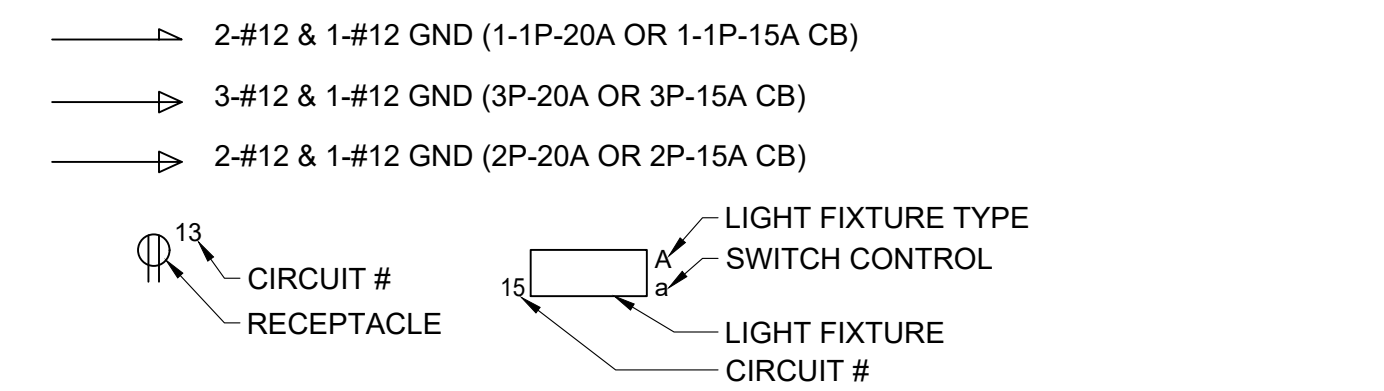 2-#12 & 1-#12 GND (1-1P-20A OR 1-1P-15A CB)
3-#12 & 1-#12 GND (3P-20A OR 3P-15A CB)
2-#12 & 1-#12 GND (2P-20A OR 2P-15A CB)
13
CIRCUIT #
RECEPTACLE
LIGHT FIXTURE TYPE
A
SWITCH CONTROL
a
15
LIGHT FIXTURE
CIRCUIT #